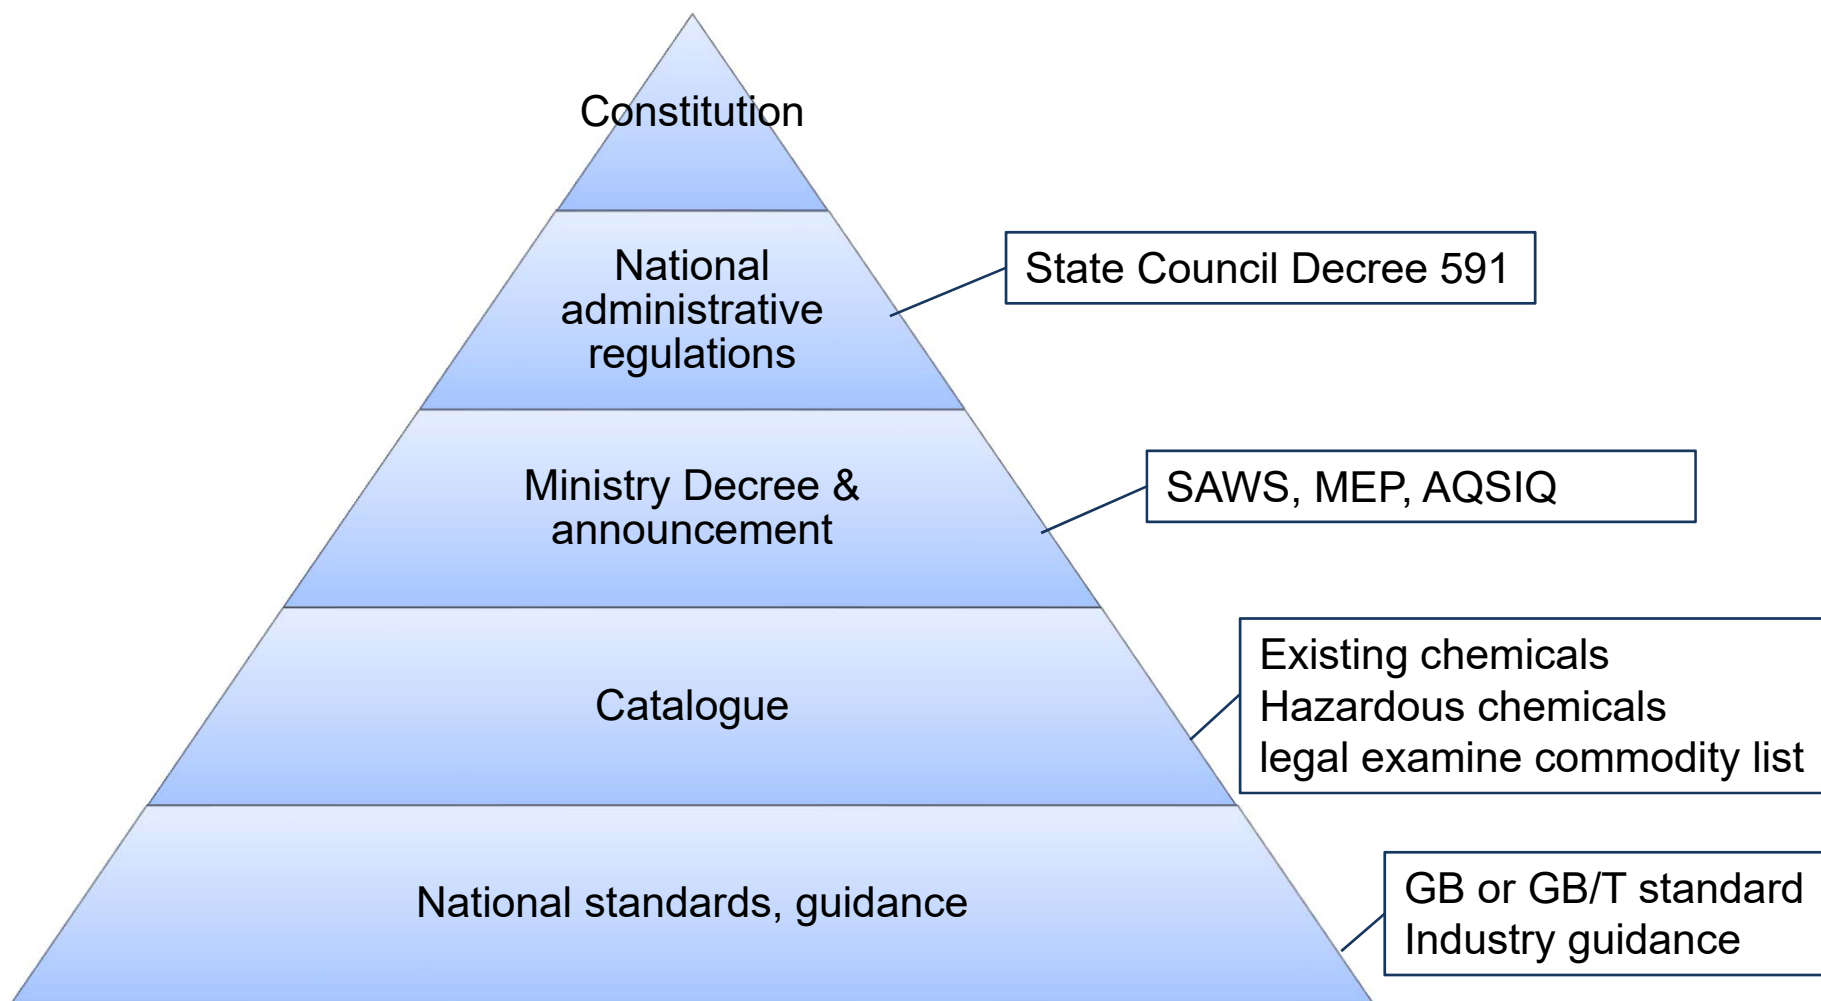 Constitution
National
administrative
regulations
State Council Decree 591
Ministry Decree &
announcement
SAWS, MEP, AQSIQ
Catalogue
Existing chemicals
Hazardous chemicals
legal examine commodity list
National standards, guidance
GB or GB/T standard
Industry guidance